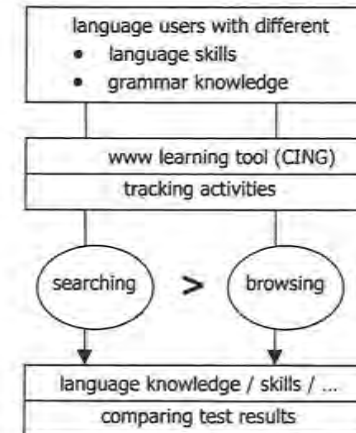 language users with different
• language skills
• grammar knowledge
www learning tool (CING)
tracking activities
searching > browsing
language knowledge / skills / ...
comparing test results